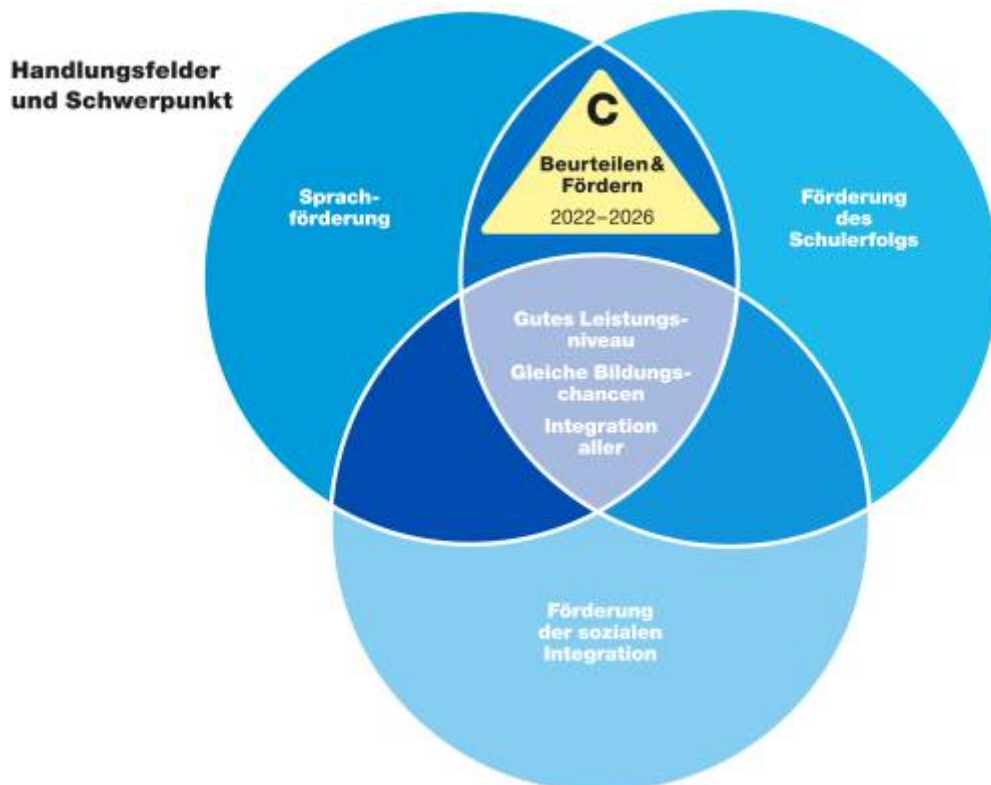 Handlungsfelder
und Schwerpunkt
C
Beurteilen &
Fördern
2022–2026
Sprach-
förderung
Förderung
des
Schulerfolgs
Gutes Leistungs-
niveau
Gleiche Bildungs-
chancen
Integration
aller
Förderung
der sozialen
Integration